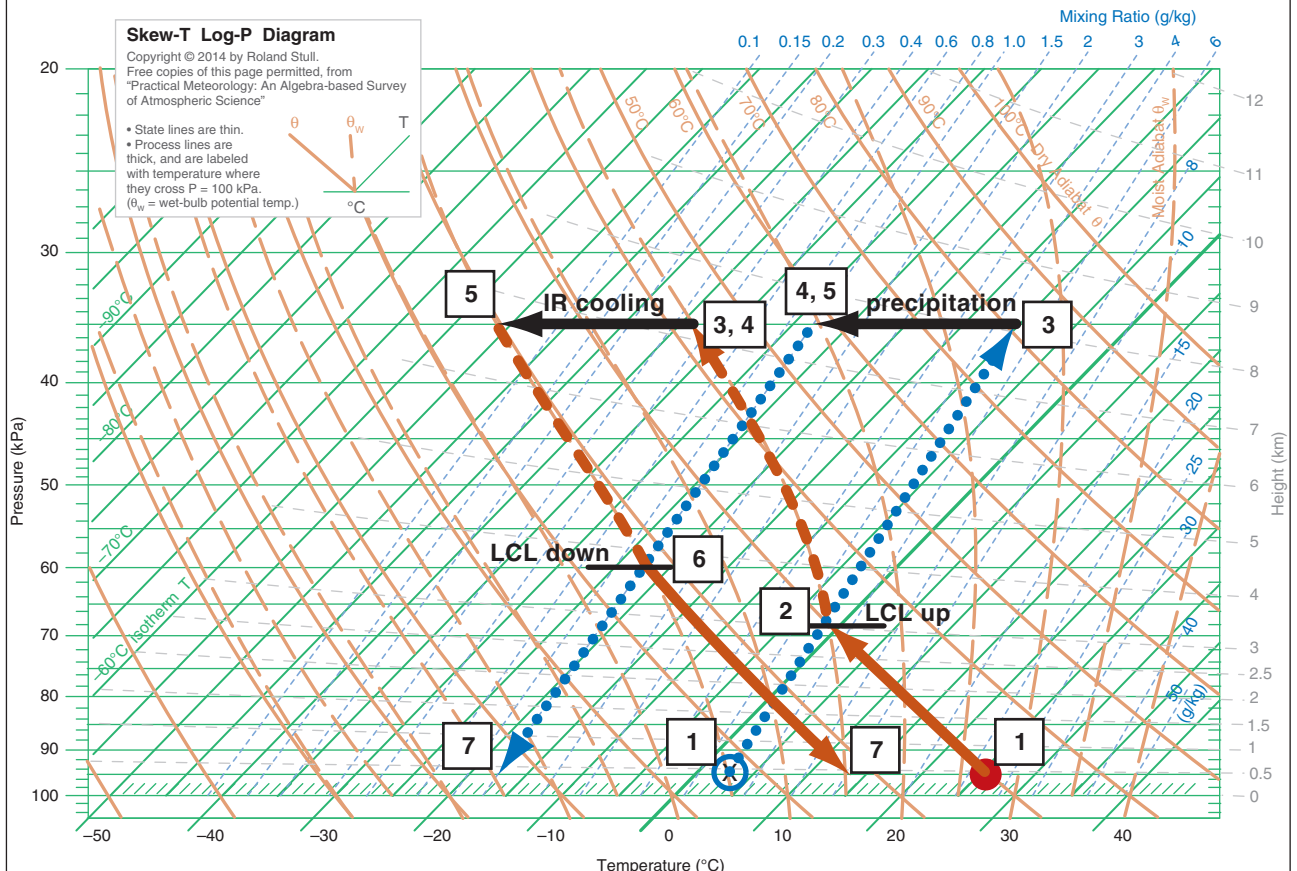 Mixing Ratio (g/kg)
0.1 0.15 0.2 0.3 0.4 0.6 0.8 1.0 1.5 2 3 4 6
Skew-T Log-P Diagram
Copyright © 2014 by Roland Stull.
Free copies of this page permitted, from
“Practical Meteorology: An Algebra-based Survey
of Atmospheric Science”
• State lines are thin.
• Process lines are
thick, and are labeled
with temperature where
they cross P = 100 kPa.
(θw = wet-bulb potential temp.)
θ θw T
°C
50°C 60°C 70°C 80°C 90°C 100°C
Dry Adiabat θ
Moist Adiabat θw
8
10
15
20
25
30
40
50
(g/kg)
–90°C
–80°C
–70°C
–60°C
Isotherm T
5
IR cooling
3, 4
4, 5
precipitation
3
LCL down
6
2
LCL up
7
1
7
1
Pressure (kPa)
20
30
40
50
60
70
80
90
100
Height (km)
12
11
10
9
8
7
6
5
4
3
2.5
2
1.5
1
0.5
0
–50 –40 –30 –20 –10 0 10 20 30 40
Temperature (°C)